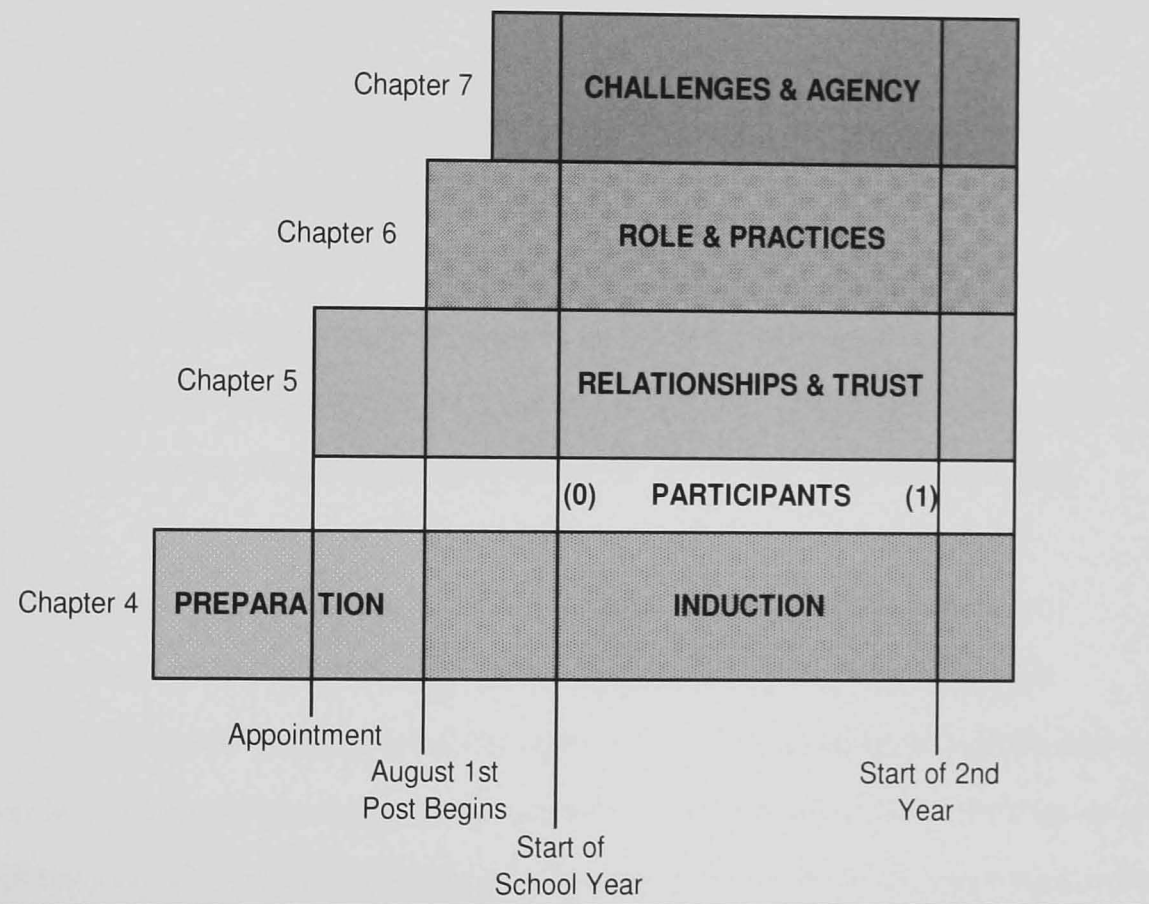 Chapter 7
CHALLENGES & AGENCY
Chapter 6
ROLE & PRACTICES
Chapter 5
RELATIONSHIPS & TRUST
(0) PARTICIPANTS (1)
Chapter 4
PREPARATION
INDUCTION
Appointment
August 1st
Post Begins
Start of 2nd
Year
Start of
School Year